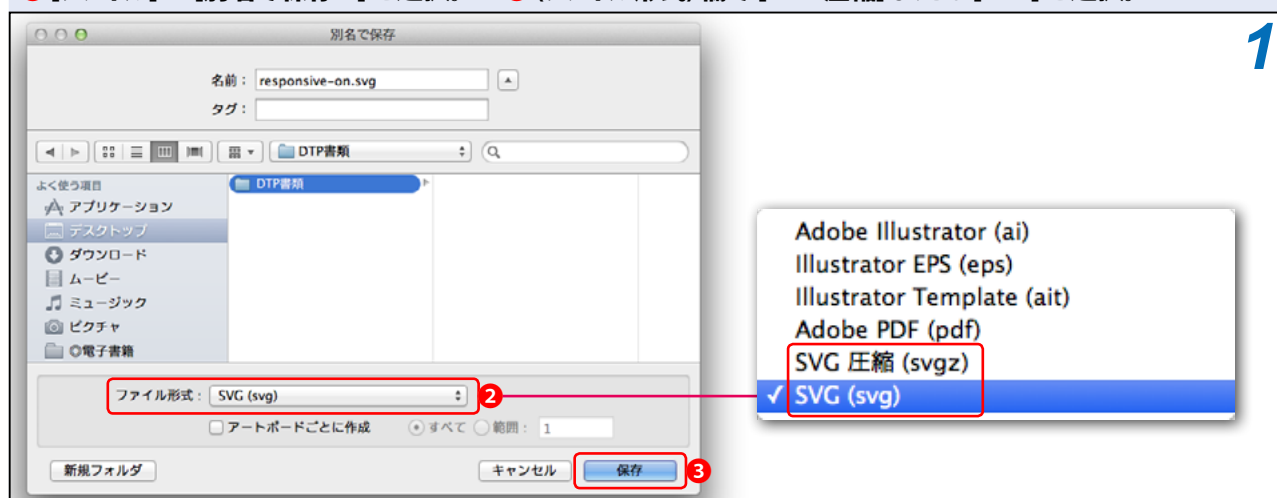 1
別名で保存
名前： responsive-on.svg
タグ：
DTP書類
よく使う項目
アプリケーション
デスクトップ
ダウンロード
ムービー
ミュージック
ピクチャ
◎電子書籍
DTP書類
ファイル形式： SVG (svg) 2
アートボードごとに作成 すべて 範囲： 1
新規フォルダ キャンセル 保存 3
Adobe Illustrator (ai)
Illustrator EPS (eps)
Illustrator Template (ait)
Adobe PDF (pdf)
SVG 圧縮 (svgz)
✓ SVG (svg)